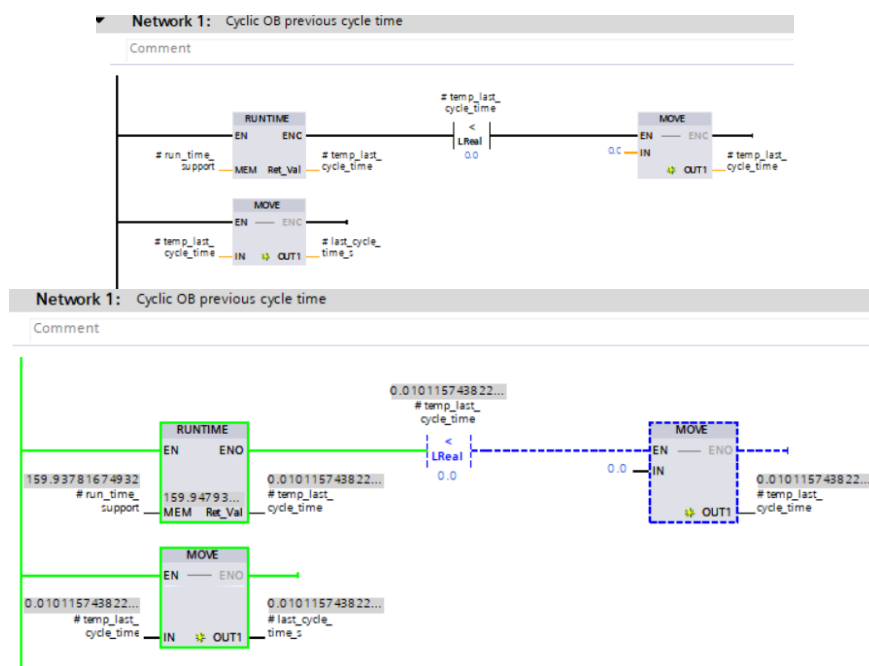 Network 1: Cyclic OB previous cycle time
Comment
# temp_last_
cycle_time
RUNTIME
<
MOVE
EN ENC
LReal
EN ENC
# run_time_
support
MEM Ret_Val
# temp_last_
cycle_time
0.0
0.0
IN
OUT1
# temp_last_
cycle_time
MOVE
EN ENC
# temp_last_
cycle_time
IN OUT1
# last_cycle_
time_s
Network 1: Cyclic OB previous cycle time
Comment
0.010115743822...
# temp_last_
cycle_time
RUNTIME
<
MOVE
EN ENO
LReal
EN ENO
0.0
0.0
IN
159.93781674932
# run_time_
support
159.94793...
MEM Ret_Val
0.010115743822...
# temp_last_
cycle_time
OUT1
0.010115743822...
# temp_last_
cycle_time
MOVE
EN ENO
0.010115743822...
# temp_last_
cycle_time
IN OUT1
0.010115743822...
# last_cycle_
time_s